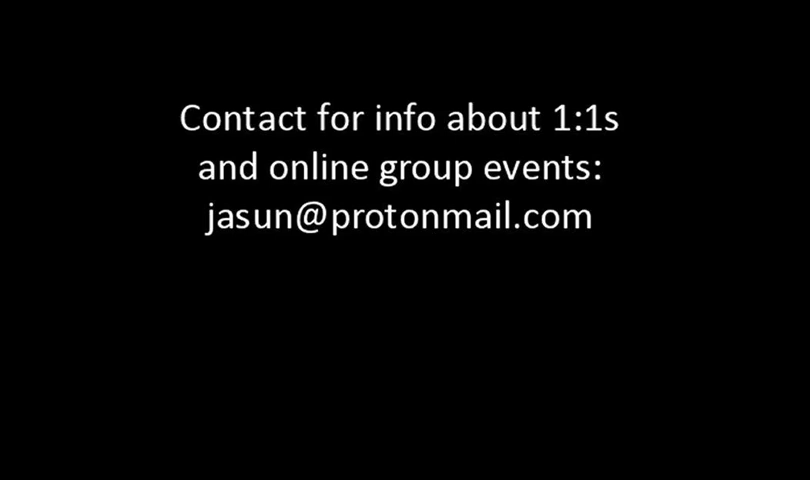 Contact for info about 1:1s
and online group events:
jasun@protonmail.com